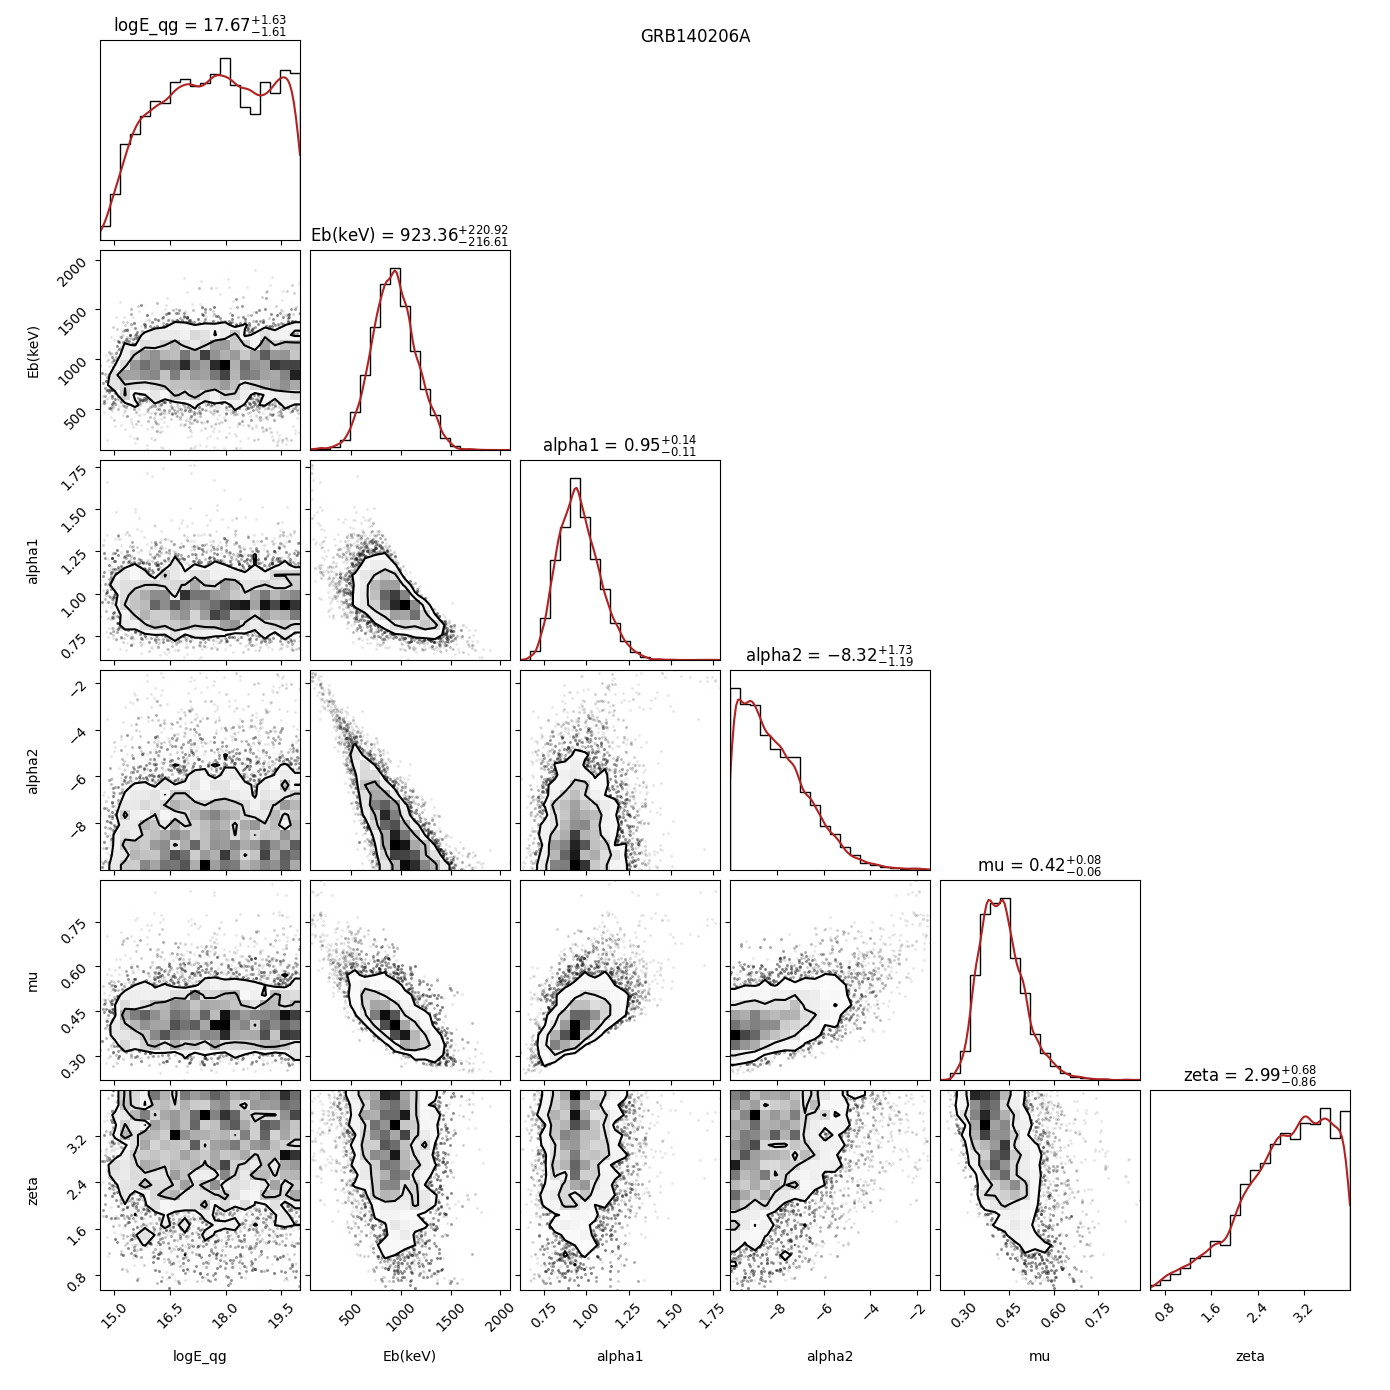 logE_qg = 17.67+1.63 −1.61
GRB140206A
Eb(keV) = 923.36+220.92 −216.61
2000
1500
1000
500
Eb(keV)
alpha1 = 0.95+0.14 −0.11
1.75
1.50
1.25
1.00
0.75
alpha1
alpha2 = −8.32+1.73 −1.19
−2
−4
−6
−8
alpha2
mu = 0.42+0.08 −0.06
0.75
0.60
0.45
0.30
mu
zeta = 2.99+0.68 −0.86
3.2
2.4
1.6
0.8
zeta
15.0 16.5 18.0 19.5 500 1000 1500 2000 0.75 1.00 1.25 1.50 1.75 −8 −6 −4 −2 0.30 0.45 0.60 0.75 0.8 1.6 2.4 3.2
logE_qg Eb(keV) alpha1 alpha2 mu zeta